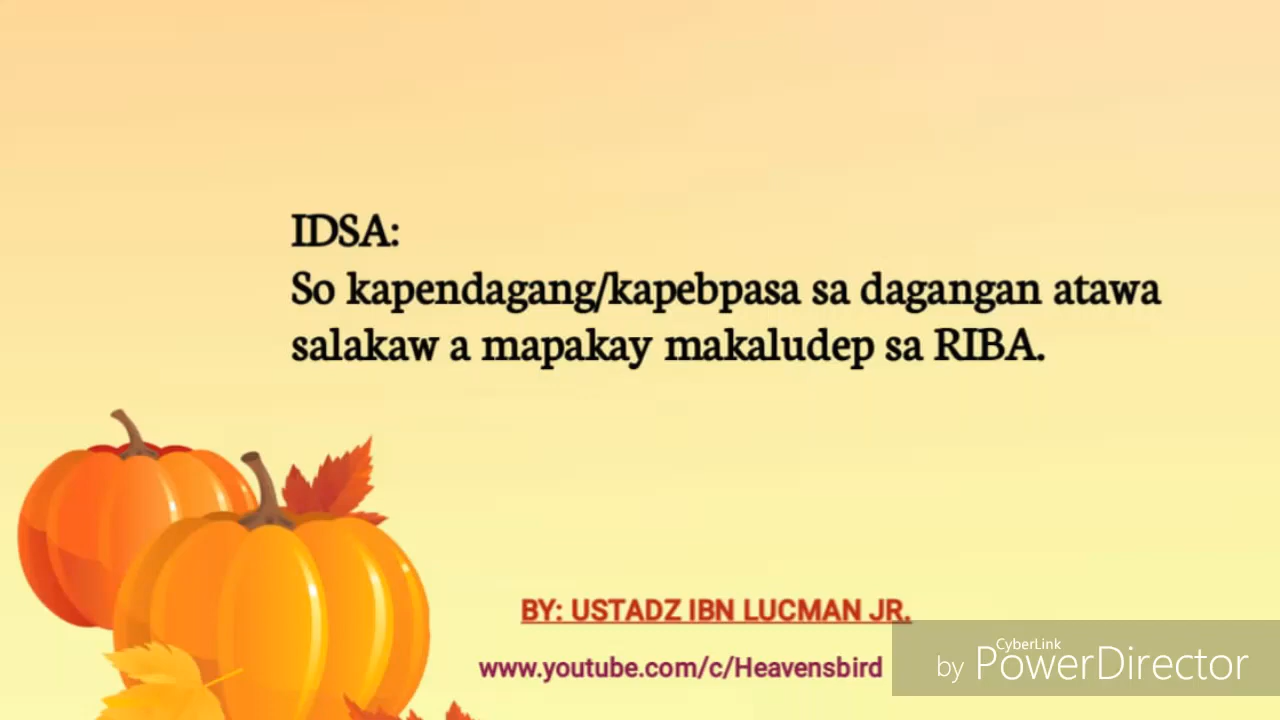 IDSA:
So kapendagang/kapebpasa sa dagangan atawa
salakaw a mapakay makaludep sa RIBA.
BY: USTADZ IBN LUCMAN JR.
www.youtube.com/c/Heavensbird
CyberLink
by PowerDirector